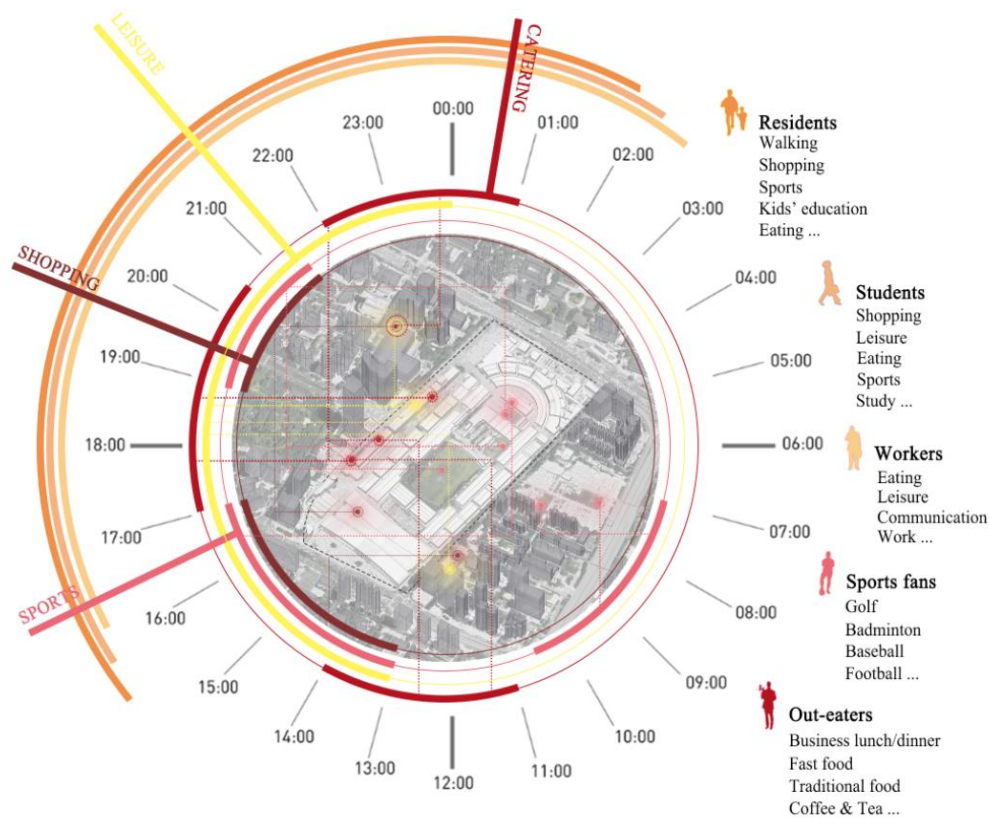 LEISURE
CATERING
SHOPPING
SPORTS
00:00
01:00
02:00
03:00
04:00
05:00
06:00
07:00
08:00
09:00
10:00
11:00
12:00
13:00
14:00
15:00
16:00
17:00
18:00
19:00
20:00
21:00
22:00
23:00
Residents
Walking
Shopping
Sports
Kids’ education
Eating ...
Students
Shopping
Leisure
Eating
Sports
Study ...
Workers
Eating
Leisure
Communication
Work ...
Sports fans
Golf
Badminton
Baseball
Football ...
Out-eaters
Business lunch/dinner
Fast food
Traditional food
Coffee & Tea ...